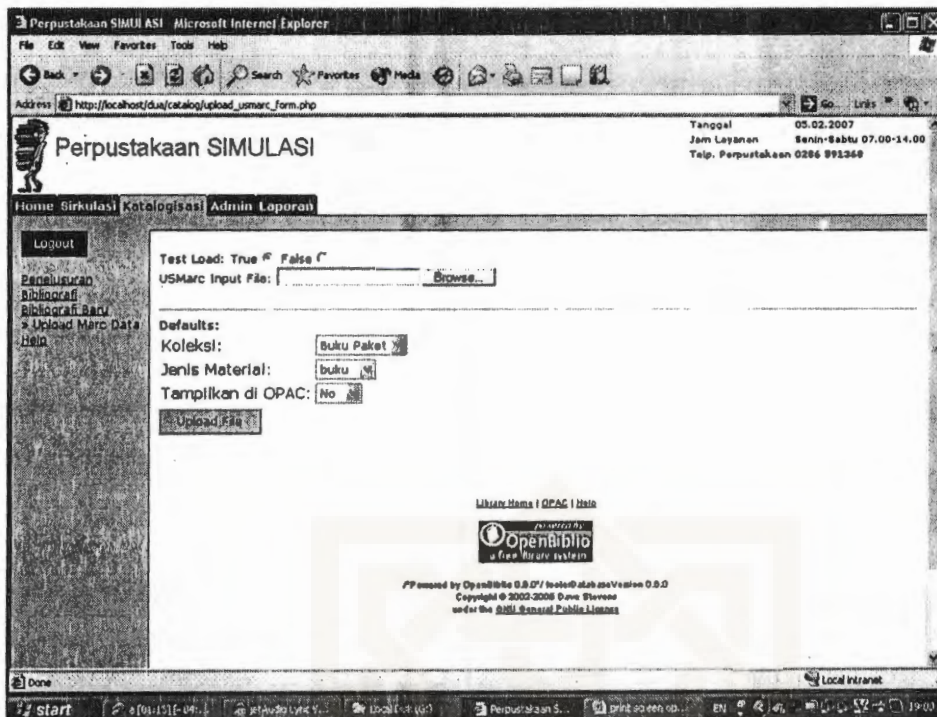 Perpustakaan SIMULASI - Microsoft Internet Explorer
File Edit View Favorites Tools Help
Back Search Favorites Media
Address http://localhost/dua/catalog/upload_usmarc_form.php Go Links »
Perpustakaan SIMULASI
Tanggal 05.02.2007
Jam Layanan Senin-Sabtu 07.00-14.00
Telp. Perpustakaan 0286 891368
Home Sirkulasi Katalogisasi Admin Laporan
Logout
Penelusuran
Bibliografi
Bibliografi Baru
» Upload Marc Data
Help
Test Load: True False
USMarc Input File: Browse...
Defaults:
Koleksi: Buku Paket
Jenis Material: buku
Tampilkan di OPAC: No
Upload File
Library Home | OPAC | Help
powered by
OpenBiblio
a free library system
Powered by OpenBiblio
Copyright © 2002-2005 Dave Stevens
under the GNU General Public License
Done Local intranet
start Perpustakaan S... print screen op... EN 19:00